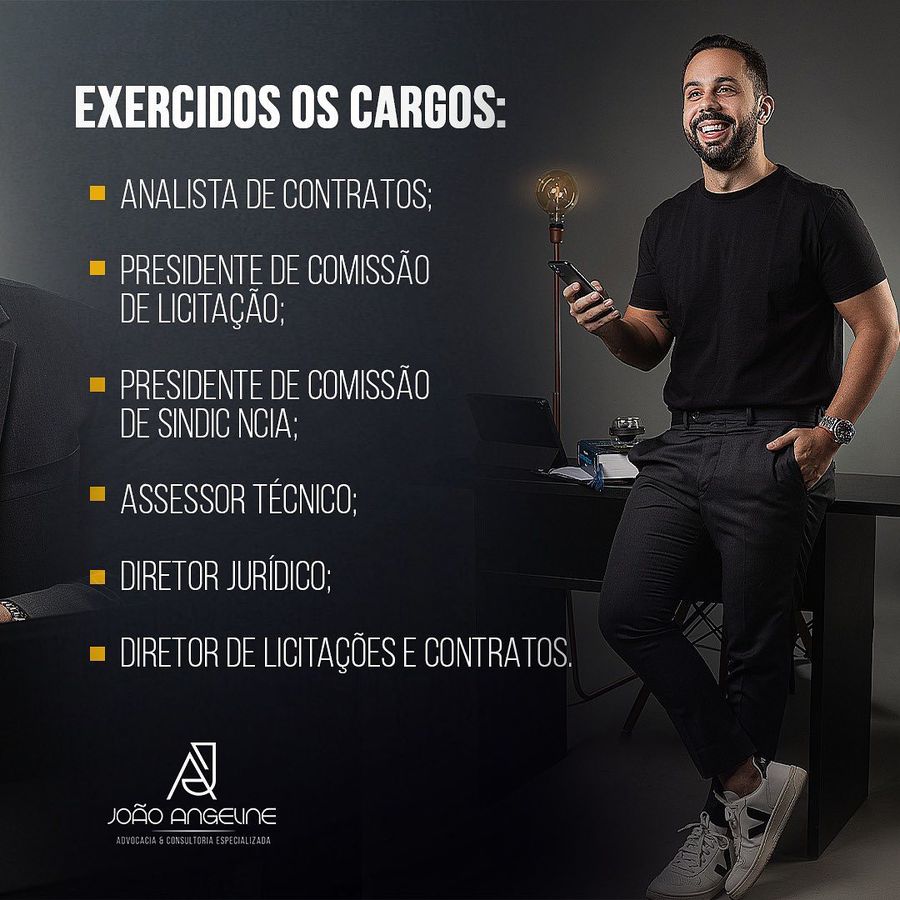 EXERCIDOS OS CARGOS:
ANALISTA DE CONTRATOS;
PRESIDENTE DE COMISSÃO
DE LICITAÇÃO;
PRESIDENTE DE COMISSÃO
DE SINDIC NCIA;
ASSESSOR TÉCNICO;
DIRETOR JURÍDICO;
DIRETOR DE LICITAÇÕES E CONTRATOS.
AJ
JOÃO ANGELINE
ADVOCACIA & CONSULTORIA ESPECIALIZADA